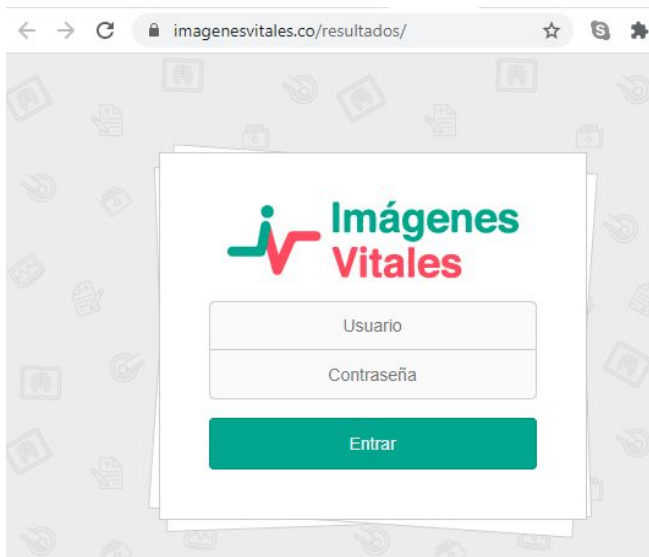 imagenesvitales.co/resultados/
Imágenes
Vitales
Usuario
Contraseña
Entrar